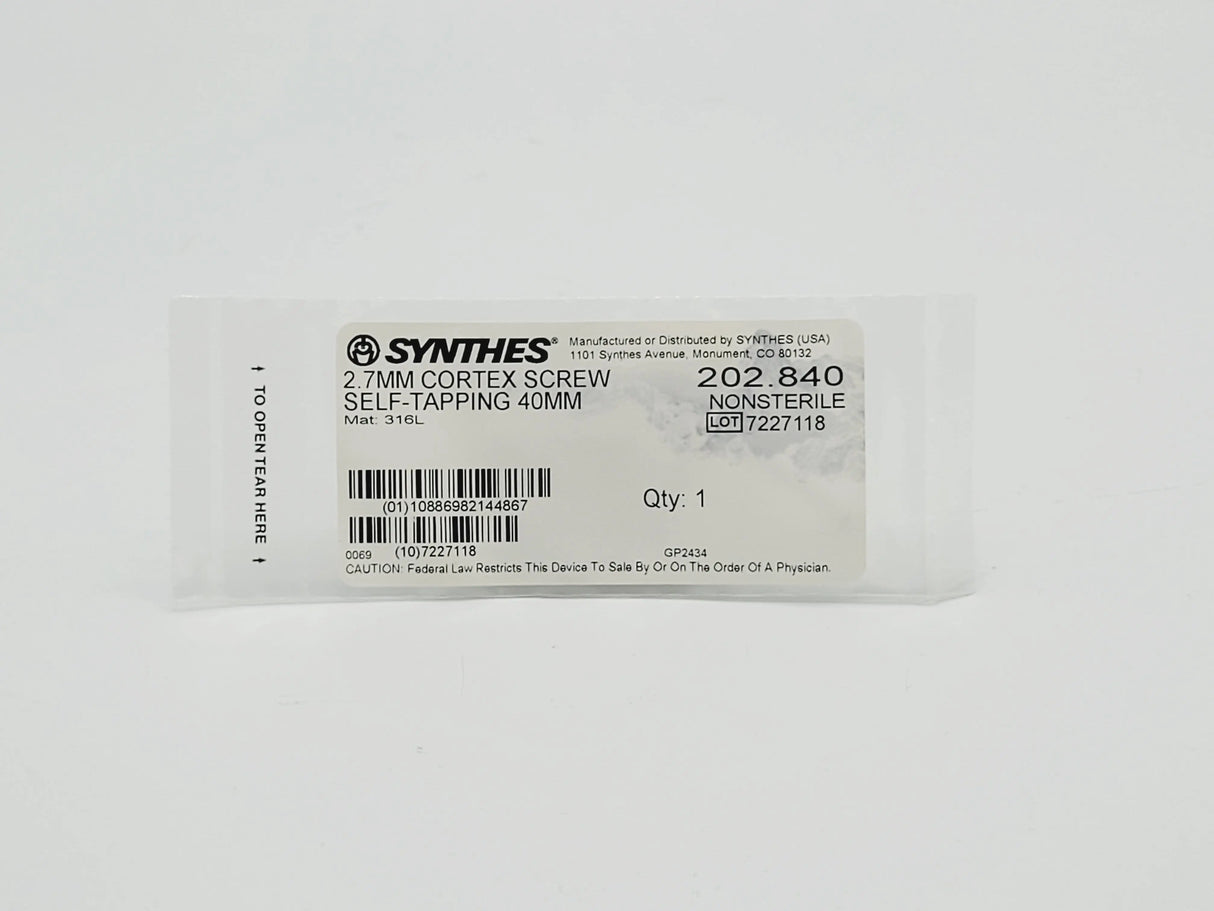 SYNTHES®
Manufactured or Distributed by SYNTHES (USA)
1101 Synthes Avenue, Monument, CO 80132
2.7MM CORTEX SCREW
SELF-TAPPING 40MM
Mat: 316L
202.840
NONSTERILE
LOT 7227118
(01)10886982144867
Qty: 1
(10)7227118
0069
GP2434
CAUTION: Federal Law Restricts This Device To Sale By Or On The Order Of A Physician.
TO OPEN TEAR HERE